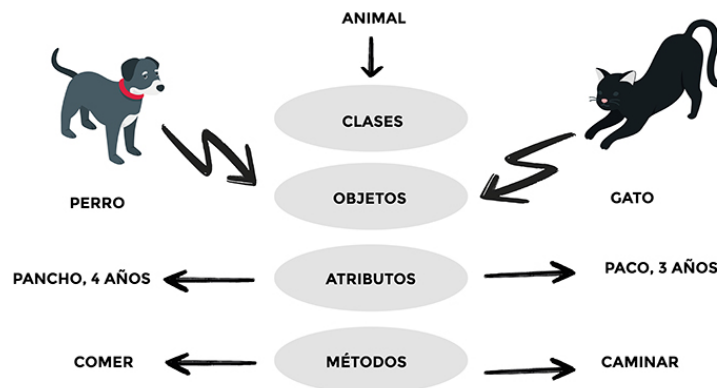 ANIMAL
CLASES
PERRO
OBJETOS
GATO
PANCHO, 4 AÑOS
ATRIBUTOS
PACO, 3 AÑOS
COMER
MÉTODOS
CAMINAR